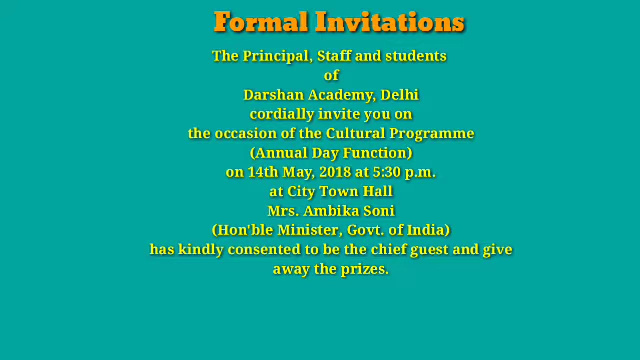 Formal Invitations
The Principal, Staff and students
of
Darshan Academy, Delhi
cordially invite you on
the occasion of the Cultural Programme
(Annual Day Function)
on 14th May, 2018 at 5:30 p.m.
at City Town Hall
Mrs. Ambika Soni
(Hon'ble Minister, Govt. of India)
has kindly consented to be the chief guest and give
away the prizes.